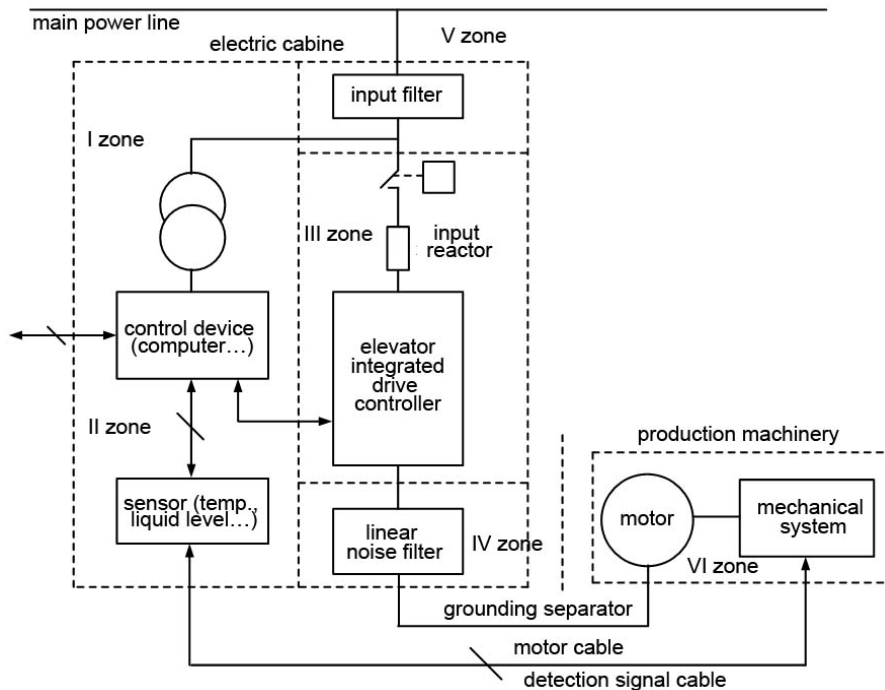 main power line
electric cabine
V zone
input filter
I zone
III zone
input
reactor
control device
(computer…)
elevator
integrated
drive
controller
II zone
production machinery
sensor (temp.,
liquid level…)
linear
noise filter
IV zone
motor
mechanical
system
VI zone
grounding separator
motor cable
detection signal cable